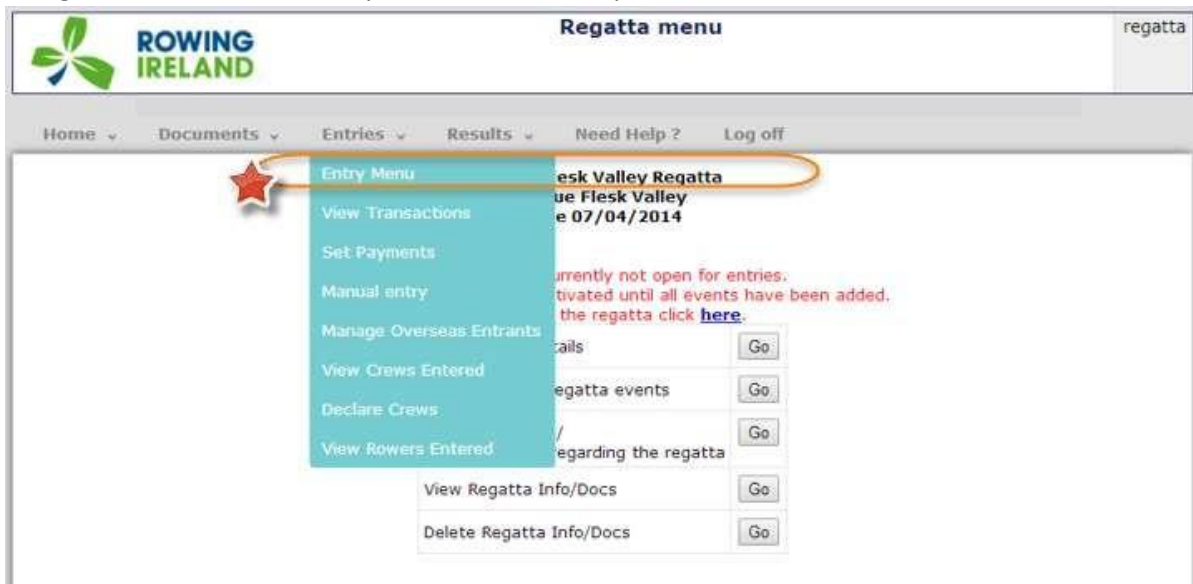 Regatta menu
regatta
ROWING
IRELAND
Home
Documents
Entries
Results
Need Help ?
Log off
Entry Menu
View Transactions
Set Payments
Manual entry
Manage Overseas Entrants
View Crews Entered
Declare Crews
View Rowers Entered
esk Valley Regatta
ue Flesk Valley
e 07/04/2014
urrently not open for entries.
tivated until all events have been added.
the regatta click here.
ails
Go
egatta events
Go
/
egarding the regatta
Go
View Regatta Info/Docs
Go
Delete Regatta Info/Docs
Go